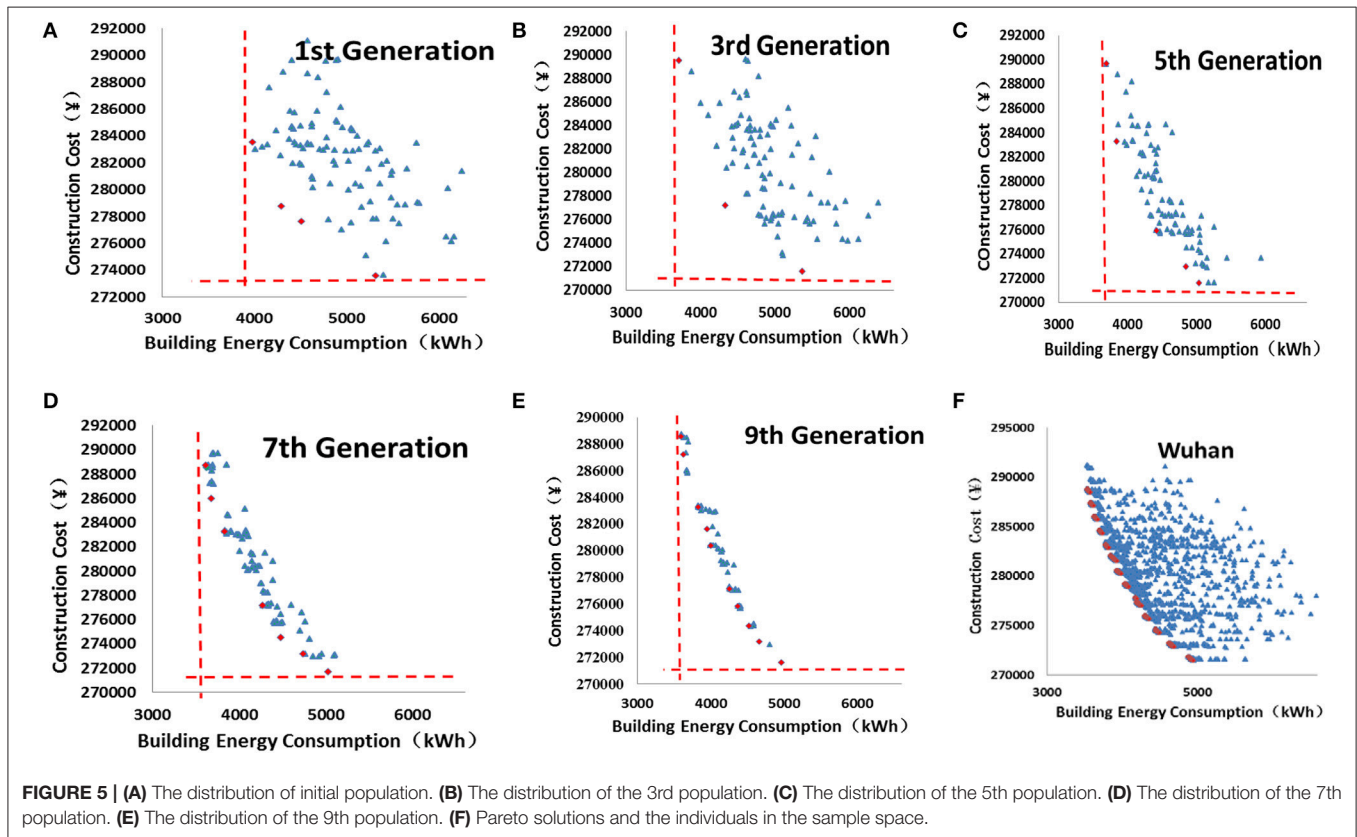 A
1st Generation
Construction Cost（¥）
292000
290000
288000
286000
284000
282000
280000
278000
276000
274000
272000
3000 4000 5000 6000
Building Energy Consumption（kWh）
B
3rd Generation
Construction Cost（¥）
292000
290000
288000
286000
284000
282000
280000
278000
276000
274000
272000
270000
3000 4000 5000 6000
Building Energy Consumption（kWh）
C
5th Generation
COnstruction Cost（¥）
292000
290000
288000
286000
284000
282000
280000
278000
276000
274000
272000
270000
3000 4000 5000 6000
Building Energy Consumption（kWh）
D
7th Generation
Construction Cost（¥）
292000
290000
288000
286000
284000
282000
280000
278000
276000
274000
272000
270000
3000 4000 5000 6000
Building Energy Consumption（kWh）
E
9th Generation
Construction Cost（¥）
290000
288000
286000
284000
282000
280000
278000
276000
274000
272000
270000
3000 4000 5000 6000
Building Energy Consumption（kWh）
F
Wuhan
Construction Cost（¥）
295000
290000
285000
280000
275000
270000
3000 5000
Building Energy Consumption（kWh）
FIGURE 5 | (A) The distribution of initial population. (B) The distribution of the 3rd population. (C) The distribution of the 5th population. (D) The distribution of the 7th
population. (E) The distribution of the 9th population. (F) Pareto solutions and the individuals in the sample space.